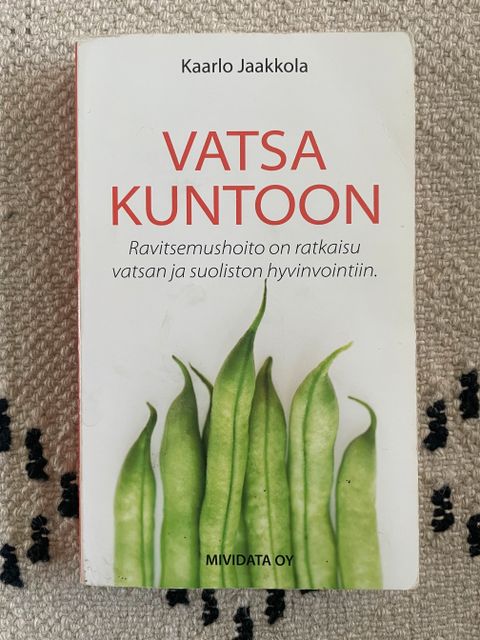 Kaarlo Jaakkola
VATSA
KUNTOON
Ravitsemushoito on ratkaisu
vatsan ja suoliston hyvinvointiin.
MIVIDATA OY